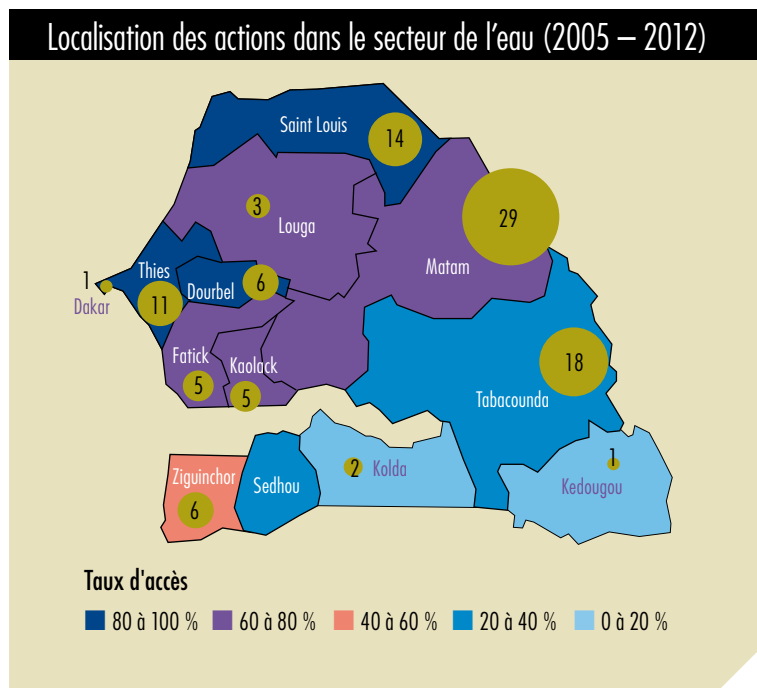 Localisation des actions dans le secteur de l’eau (2005 – 2012)
Saint Louis
14
3
Louga
29
Matam
Thies
1
Dakar
11
Dourbel
6
Fatick
5
Kaolack
5
18
Tabacounda
Ziguinchor
6
Sedhou
2
Kolda
1
Kedougou
Taux d'accès
80 à 100 %
60 à 80 %
40 à 60 %
20 à 40 %
0 à 20 %